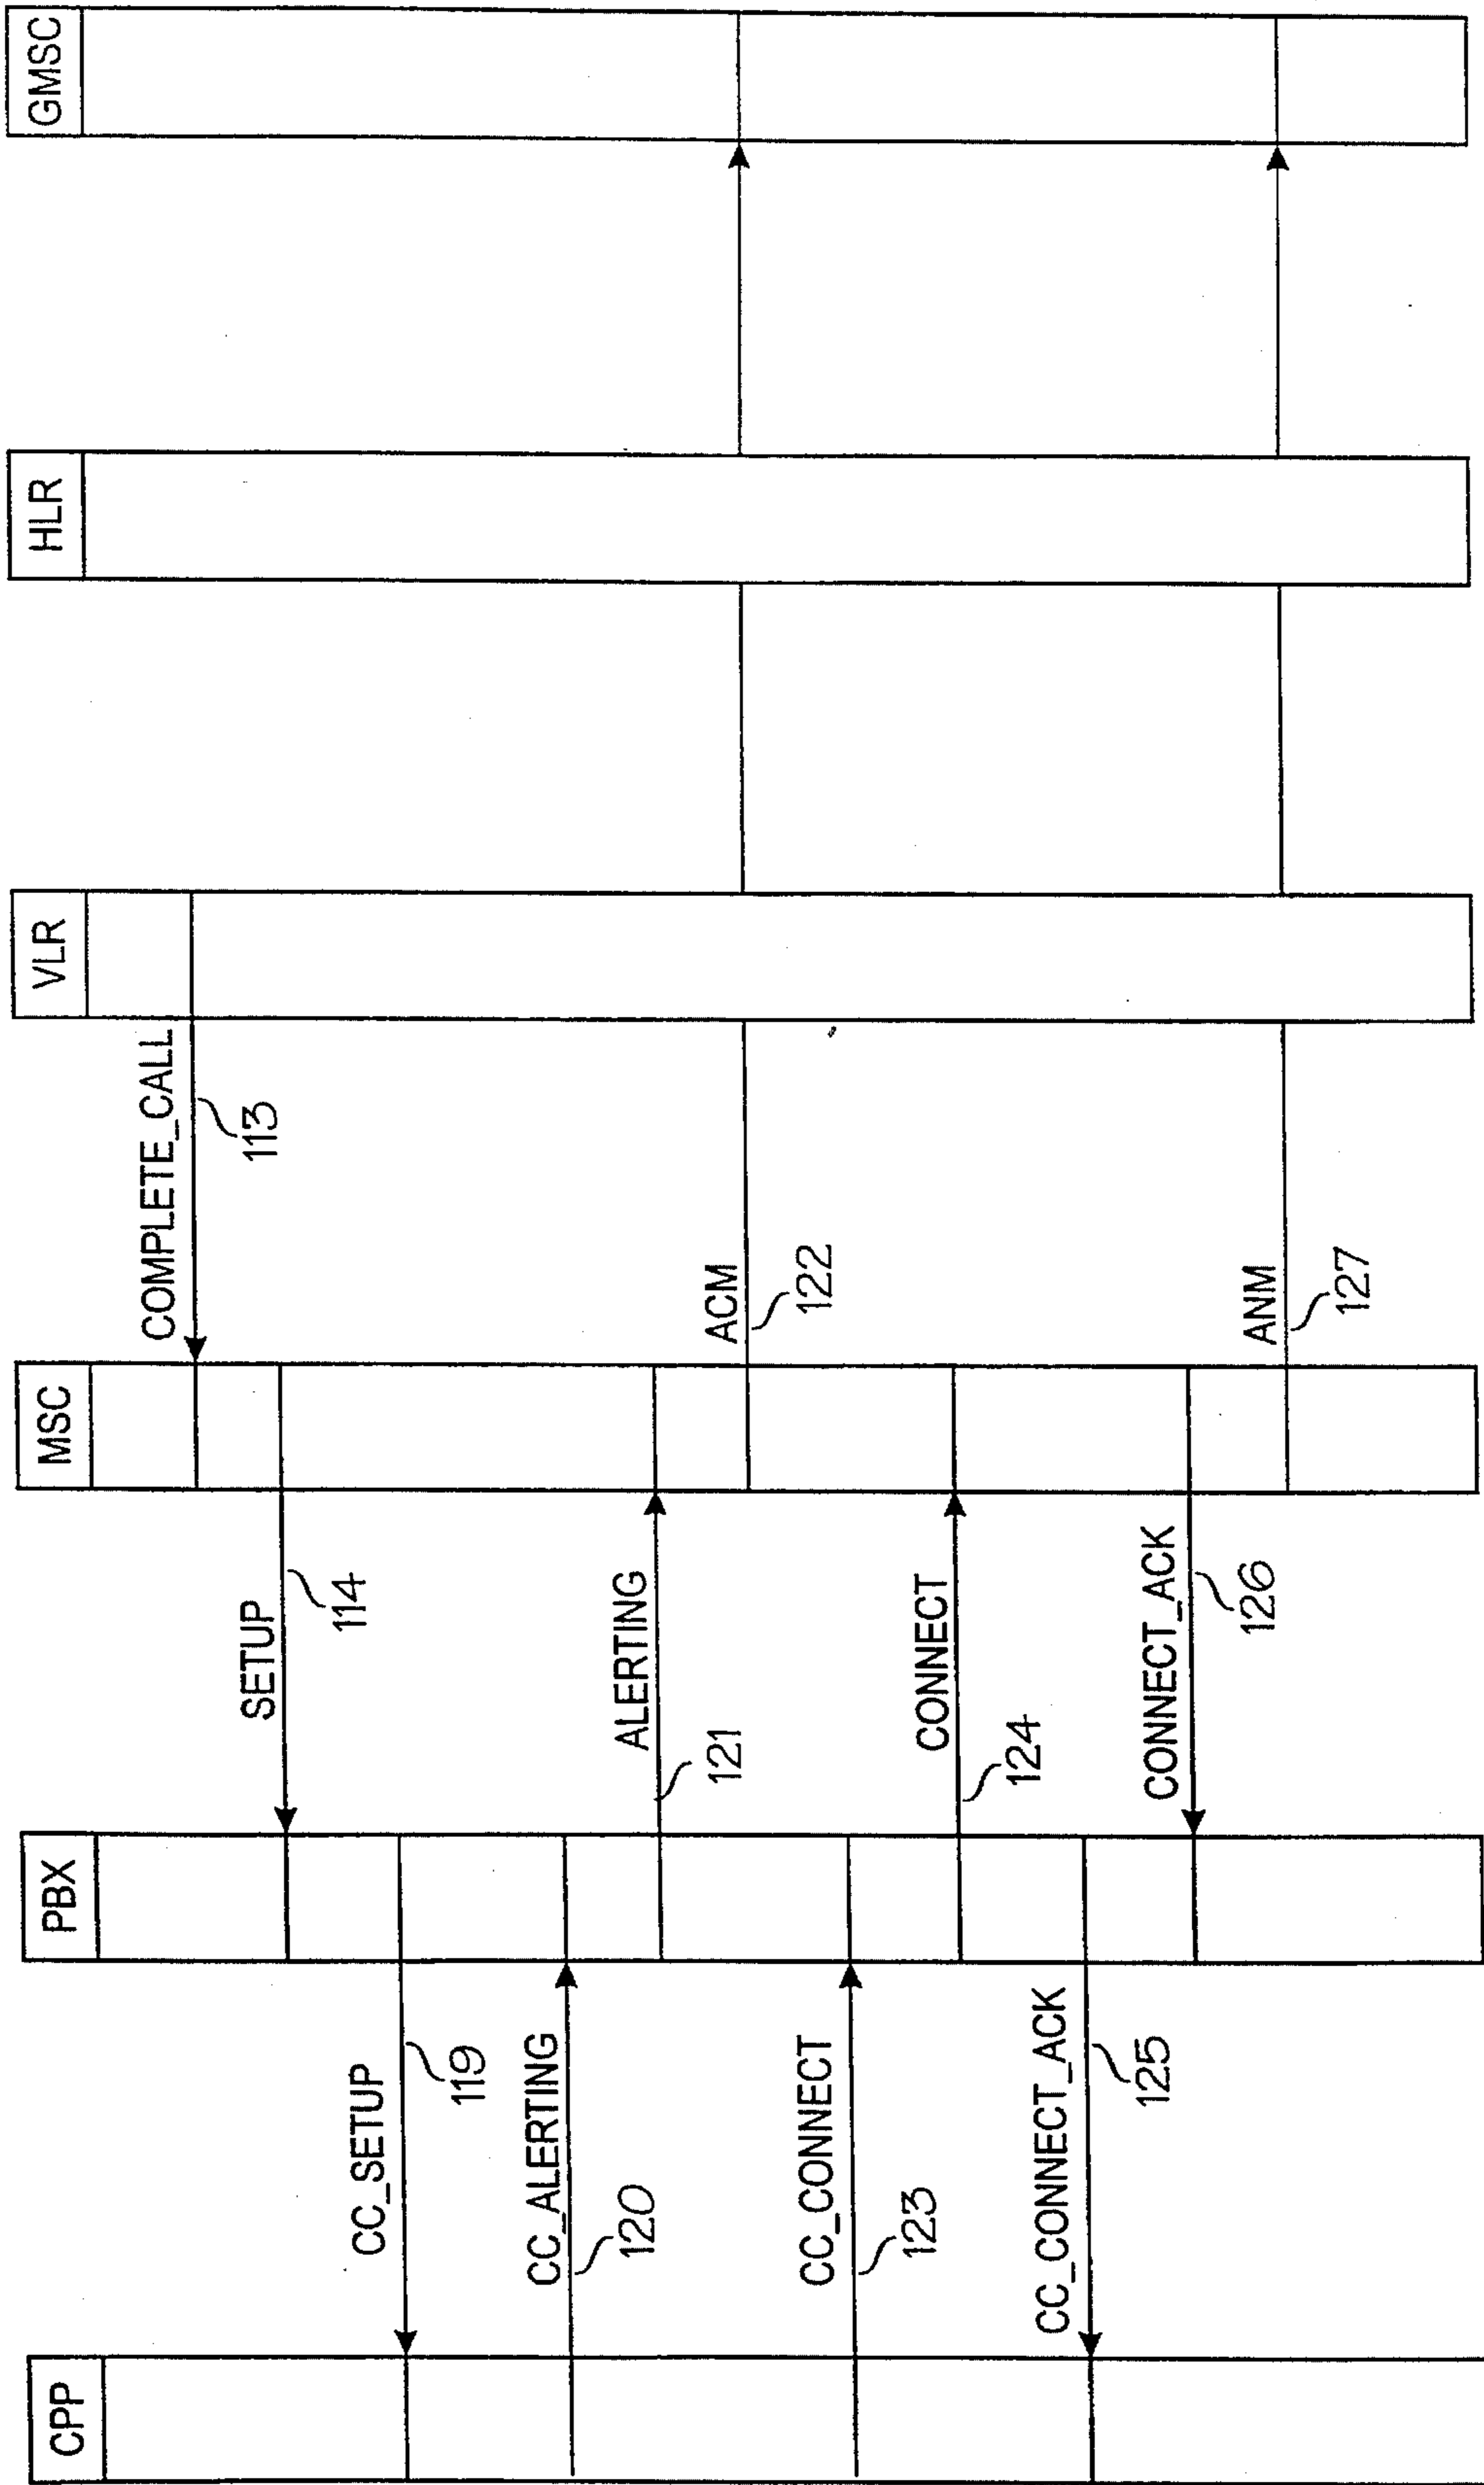 CPP
PBX
MSC
VLR
HLR
GMSC
COMPLETE_CALL
113
SETUP
114
CC_SETUP
119
CC_ALERTING
120
ALERTING
121
ACM
122
CC_CONNECT
123
CONNECT
124
CC_CONNECT_ACK
125
CONNECT_ACK
126
ANM
127